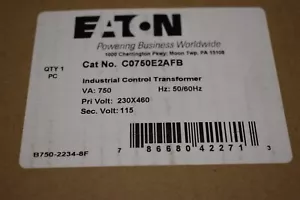 EATON
Powering Business Worldwide
1000 Cherrington Pkwy, Moon Twp, PA 15108
QTY 1
PC
Cat No. C0750E2AFB
Industrial Control Transformer
VA: 750 Hz: 50/60Hz
Pri Volt: 230X460
Sec. Volt: 115
B750-2234-8F
7 86680 42271 3